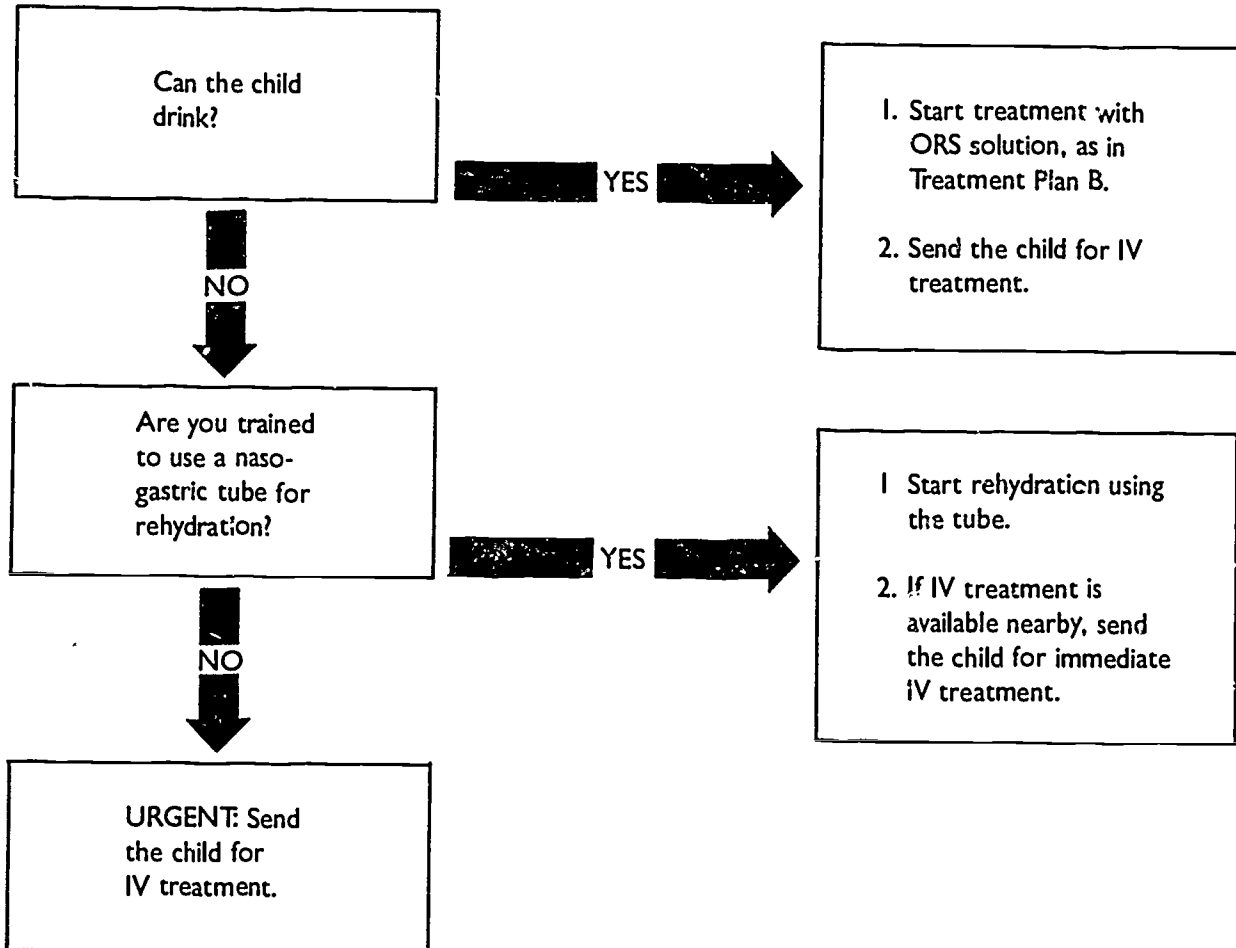 Can the child
drink?
YES
1. Start treatment with
ORS solution, as in
Treatment Plan B.
2. Send the child for IV
treatment.
NO
Are you trained
to use a naso-
gastric tube for
rehydration?
YES
1 Start rehydration using
the tube.
2. If IV treatment is
available nearby, send
the child for immediate
IV treatment.
NO
URGENT: Send
the child for
IV treatment.